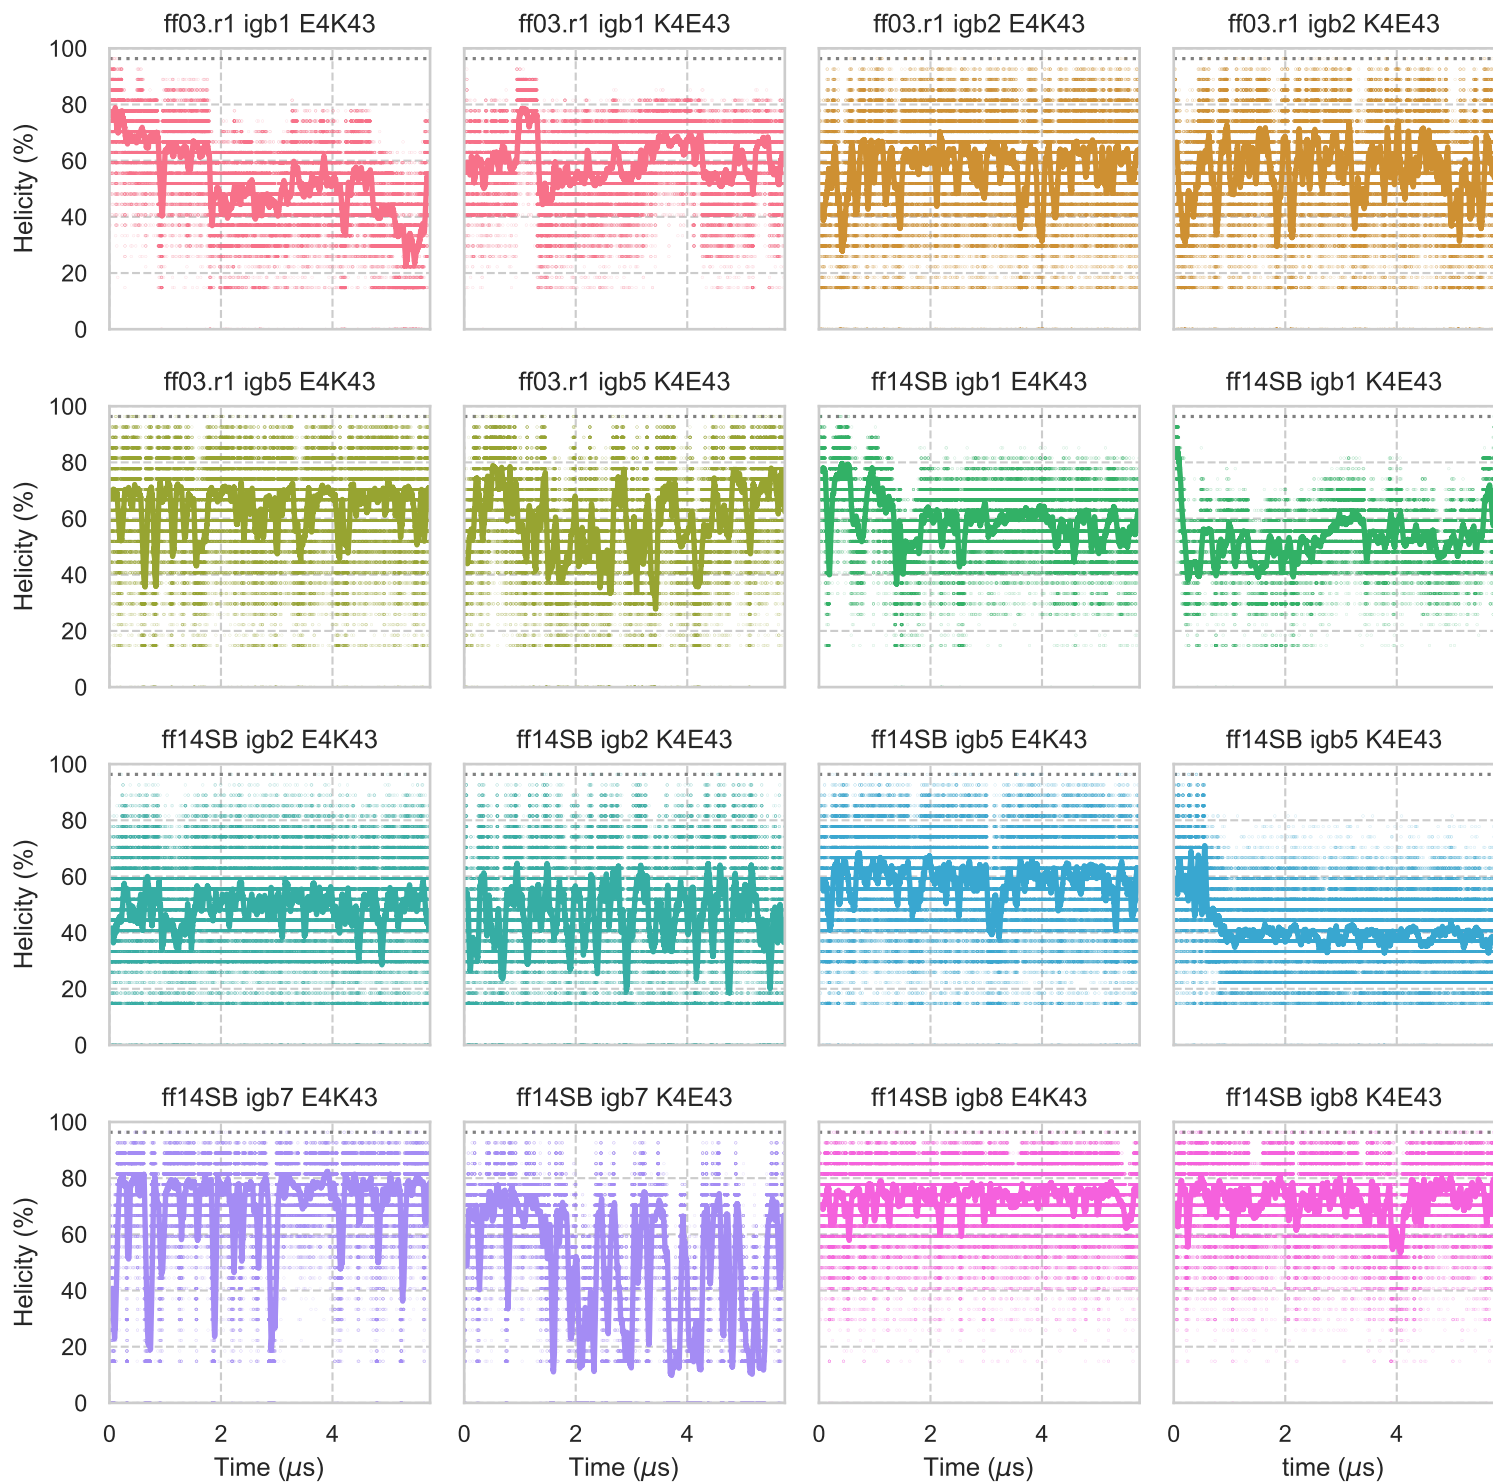 ff03.r1 igb1 E4K43 ff03.r1 igb1 K4E43 ff03.r1 igb2 E4K43 ff03.r1 igb2 K4E43
100
80
60
40
20
0
Helicity (%)
ff03.r1 igb5 E4K43 ff03.r1 igb5 K4E43 ff14SB igb1 E4K43 ff14SB igb1 K4E43
100
80
60
40
20
0
Helicity (%)
ff14SB igb2 E4K43 ff14SB igb2 K4E43 ff14SB igb5 E4K43 ff14SB igb5 K4E43
100
80
60
40
20
0
Helicity (%)
ff14SB igb7 E4K43 ff14SB igb7 K4E43 ff14SB igb8 E4K43 ff14SB igb8 K4E43
100
80
60
40
20
0
Helicity (%)
0 2 4 0 2 4 0 2 4 0 2 4
Time (μs) Time (μs) Time (μs) time (μs)